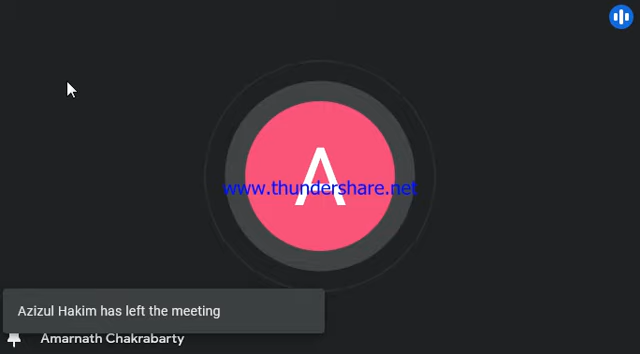 A
www.thundershare.net
Azizul Hakim has left the meeting
Amarnath Chakrabarty